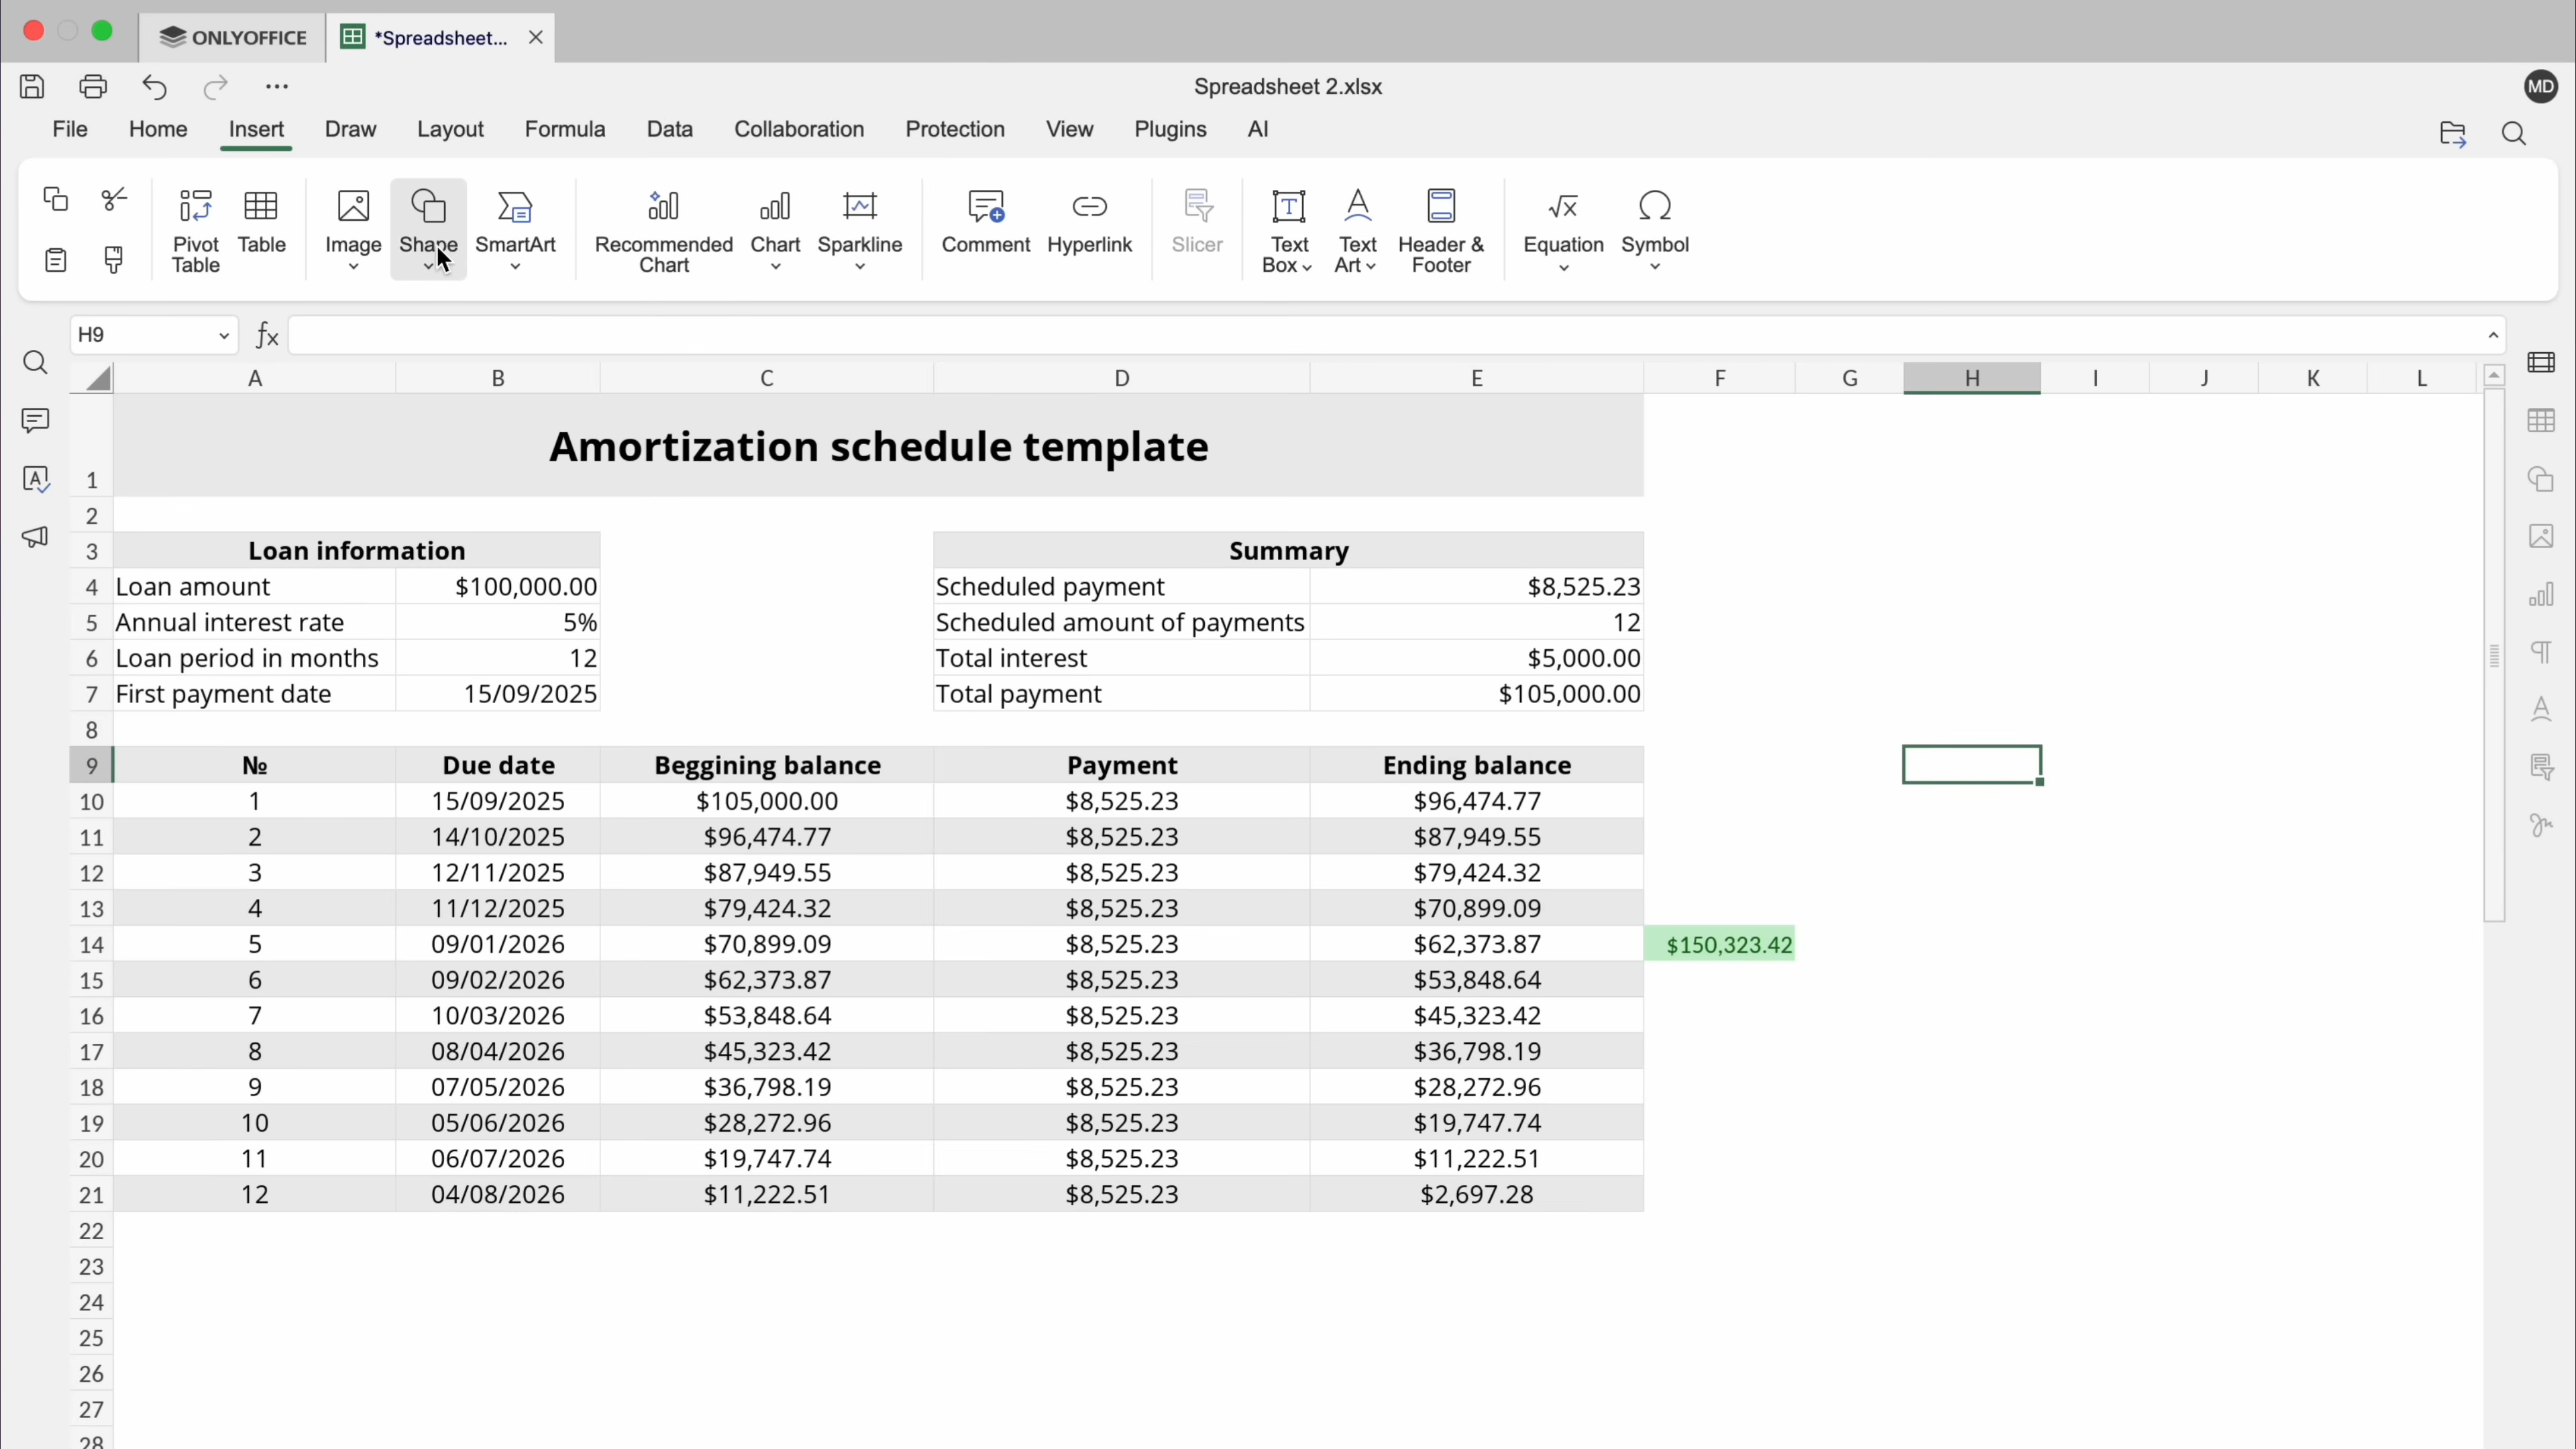 ONLYOFFICE
*Spreadsheet...
Spreadsheet 2.xlsx
MD
File Home Insert Draw Layout Formula Data Collaboration Protection View Plugins AI
Pivot Table
Table
Image
Shape
SmartArt
Recommended Chart
Chart
Sparkline
Comment
Hyperlink
Slicer
Text Box
Text Art
Header & Footer
Equation
Symbol
H9
fx
A B C D E F G H I J K L
1 Amortization schedule template
2
3 Loan information Summary
4 Loan amount $100,000.00 Scheduled payment $8,525.23
5 Annual interest rate 5% Scheduled amount of payments 12
6 Loan period in months 12 Total interest $5,000.00
7 First payment date 15/09/2025 Total payment $105,000.00
8
9 № Due date Beggining balance Payment Ending balance
10 1 15/09/2025 $105,000.00 $8,525.23 $96,474.77
11 2 14/10/2025 $96,474.77 $8,525.23 $87,949.55
12 3 12/11/2025 $87,949.55 $8,525.23 $79,424.32
13 4 11/12/2025 $79,424.32 $8,525.23 $70,899.09
14 5 09/01/2026 $70,899.09 $8,525.23 $62,373.87 $150,323.42
15 6 09/02/2026 $62,373.87 $8,525.23 $53,848.64
16 7 10/03/2026 $53,848.64 $8,525.23 $45,323.42
17 8 08/04/2026 $45,323.42 $8,525.23 $36,798.19
18 9 07/05/2026 $36,798.19 $8,525.23 $28,272.96
19 10 05/06/2026 $28,272.96 $8,525.23 $19,747.74
20 11 06/07/2026 $19,747.74 $8,525.23 $11,222.51
21 12 04/08/2026 $11,222.51 $8,525.23 $2,697.28
22
23
24
25
26
27
28